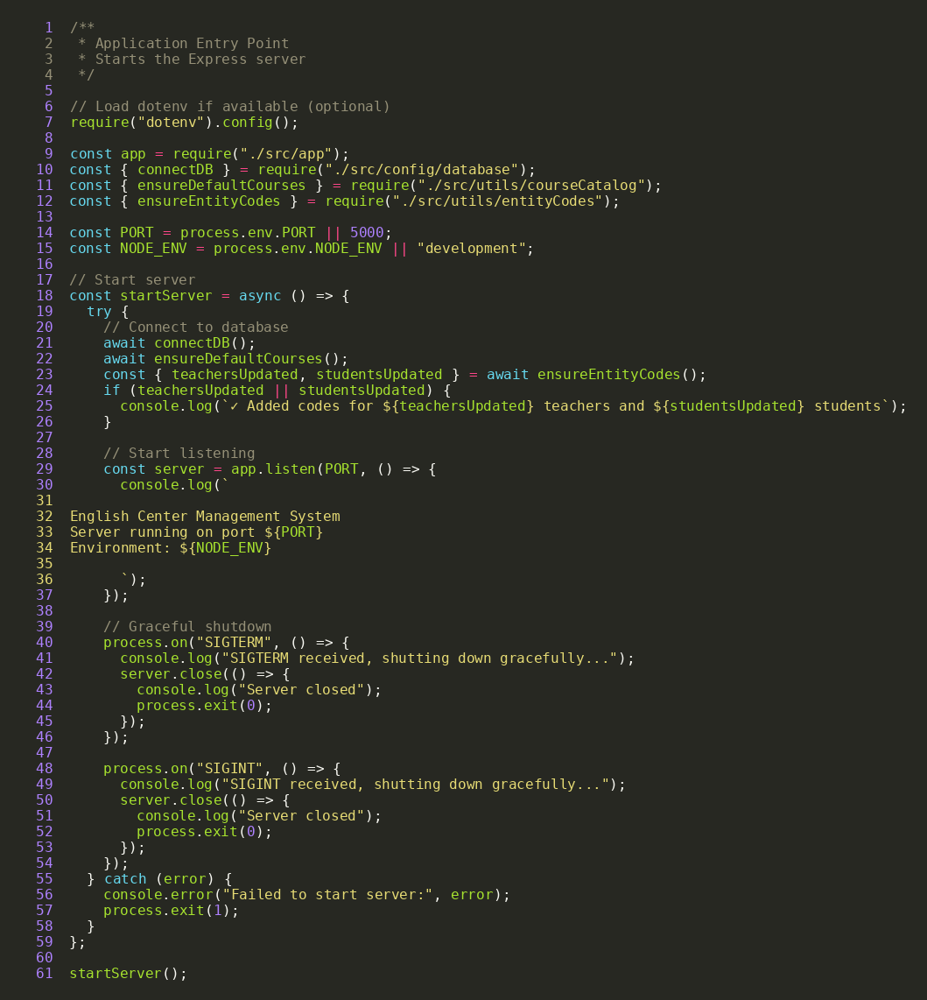 1 /**
2  * Application Entry Point
3  * Starts the Express server
4  */
5
6 // Load dotenv if available (optional)
7 require("dotenv").config();
8
9 const app = require("./src/app");
10 const { connectDB } = require("./src/config/database");
11 const { ensureDefaultCourses } = require("./src/utils/courseCatalog");
12 const { ensureEntityCodes } = require("./src/utils/entityCodes");
13
14 const PORT = process.env.PORT || 5000;
15 const NODE_ENV = process.env.NODE_ENV || "development";
16
17 // Start server
18 const startServer = async () => {
19   try {
20     // Connect to database
21     await connectDB();
22     await ensureDefaultCourses();
23     const { teachersUpdated, studentsUpdated } = await ensureEntityCodes();
24     if (teachersUpdated || studentsUpdated) {
25       console.log(`✓ Added codes for ${teachersUpdated} teachers and ${studentsUpdated} students`);
26     }
27
28     // Start listening
29     const server = app.listen(PORT, () => {
30       console.log(`
31
32 English Center Management System
33 Server running on port ${PORT}
34 Environment: ${NODE_ENV}
35
36       `);
37     });
38
39     // Graceful shutdown
40     process.on("SIGTERM", () => {
41       console.log("SIGTERM received, shutting down gracefully...");
42       server.close(() => {
43         console.log("Server closed");
44         process.exit(0);
45       });
46     });
47
48     process.on("SIGINT", () => {
49       console.log("SIGINT received, shutting down gracefully...");
50       server.close(() => {
51         console.log("Server closed");
52         process.exit(0);
53       });
54     });
55   } catch (error) {
56     console.error("Failed to start server:", error);
57     process.exit(1);
58   }
59 };
60
61 startServer();